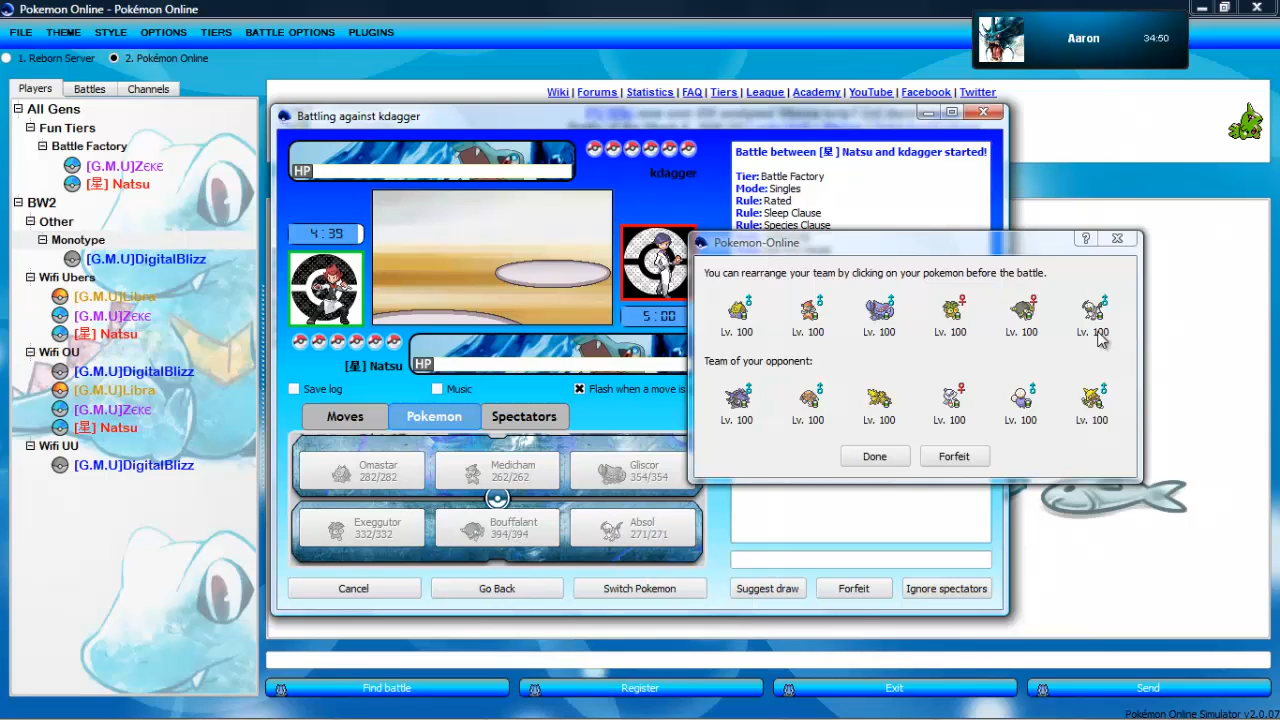 Pokemon Online - Pokémon Online
FILE THEME STYLE OPTIONS TIERS BATTLE OPTIONS PLUGINS
Aaron 34:50
1. Reborn Server 2. Pokémon Online
Players Battles Channels
Wiki | Forums | Statistics | FAQ | Tiers | League | Academy | YouTube | Facebook | Twitter
All Gens
Fun Tiers
Battle Factory
[G.M.U]Zєкє
[星] Natsu
BW2
Other
Monotype
[G.M.U]DigitalBlizz
Wifi Ubers
[G.M.U]Libra
[G.M.U]Zєкє
[星] Natsu
Wifi OU
[G.M.U]DigitalBlizz
[G.M.U]Libra
[G.M.U]Zєкє
[星] Natsu
Wifi UU
[G.M.U]DigitalBlizz
Battling against kdagger
HP
kdagger
4:39
5:00
[星] Natsu
HP
Save log Music Flash when a move is
Moves Pokemon Spectators
Omastar
282/282
Medicham
262/262
Gliscor
354/354
Exeggutor
332/332
Bouffalant
394/394
Absol
271/271
Cancel Go Back Switch Pokemon
Battle between [星] Natsu and kdagger started!
Tier: Battle Factory
Mode: Singles
Rule: Rated
Rule: Sleep Clause
Rule: Species Clause
Pokemon-Online
You can rearrange your team by clicking on your pokemon before the battle.
Lv. 100 Lv. 100 Lv. 100 Lv. 100 Lv. 100 Lv. 100
Team of your opponent:
Lv. 100 Lv. 100 Lv. 100 Lv. 100 Lv. 100 Lv. 100
Done Forfeit
Suggest draw Forfeit Ignore spectators
Find battle Register Exit Send
Pokémon Online Simulator v2.0.07